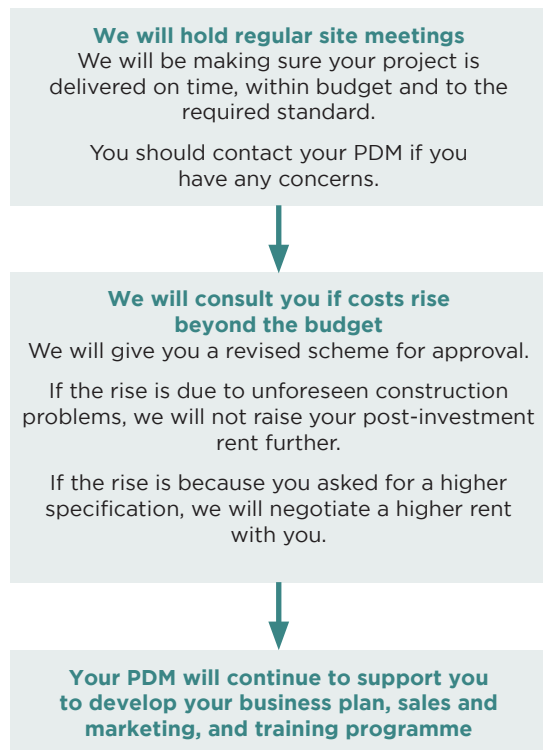 We will hold regular site meetings
We will be making sure your project is
delivered on time, within budget and to the
required standard.
You should contact your PDM if you
have any concerns.
We will consult you if costs rise
beyond the budget
We will give you a revised scheme for approval.
If the rise is due to unforeseen construction
problems, we will not raise your post-investment
rent further.
If the rise is because you asked for a higher
specification, we will negotiate a higher rent
with you.
Your PDM will continue to support you
to develop your business plan, sales and
marketing, and training programme